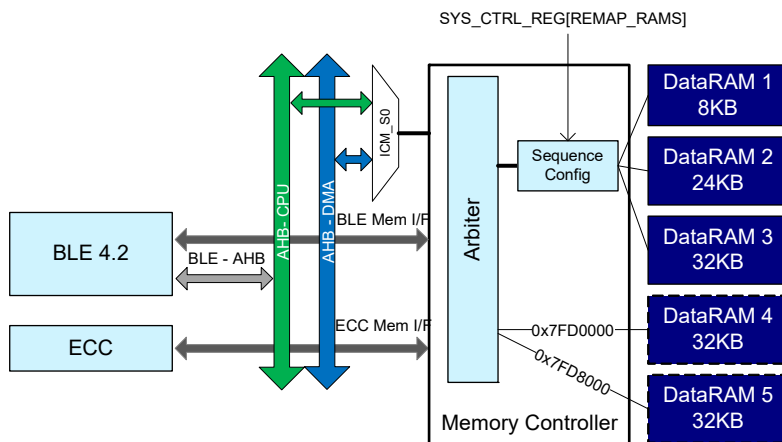 SYS_CTRL_REG[REMAP_RAMS]
DataRAM 1
8KB
ICM_S0
Sequence
Config
DataRAM 2
24KB
AHB- CPU
AHB - DMA
Arbiter
BLE Mem I/F
BLE 4.2
BLE - AHB
DataRAM 3
32KB
ECC Mem I/F
ECC
0x7FD0000
DataRAM 4
32KB
0x7FD8000
DataRAM 5
32KB
Memory Controller